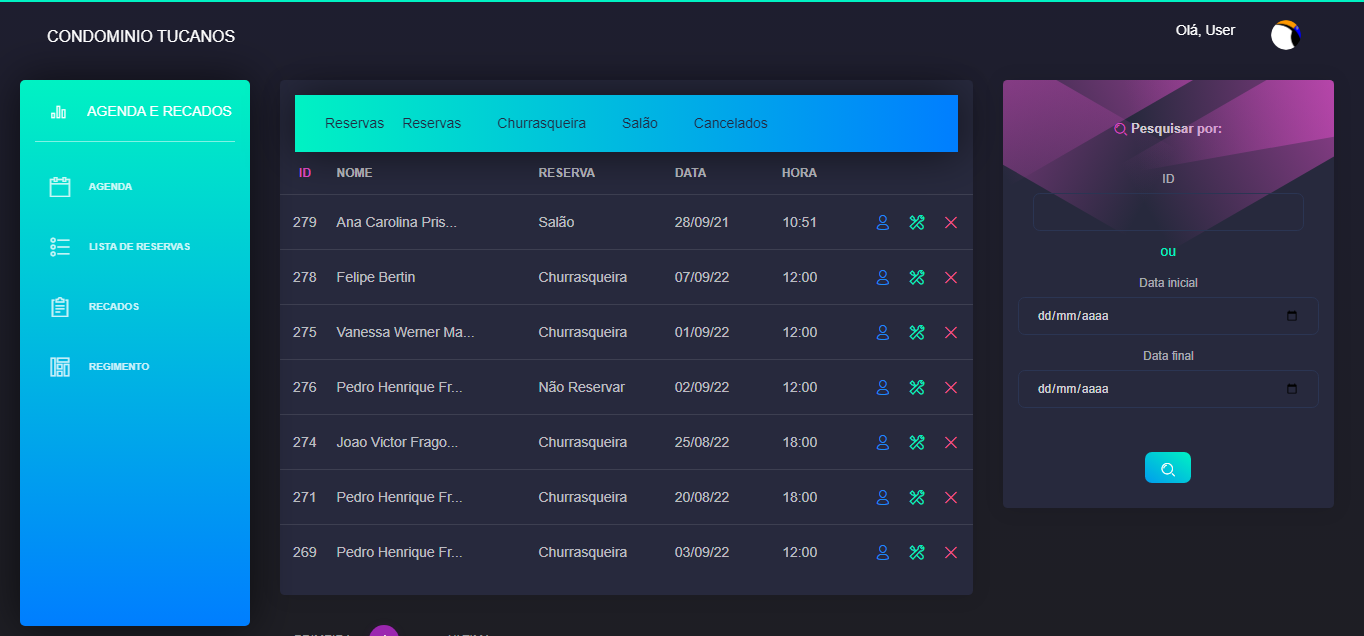 CONDOMINIO TUCANOS
Olá, User
AGENDA E RECADOS
AGENDA
LISTA DE RESERVAS
RECADOS
REGIMENTO
Reservas Reservas Churrasqueira Salão Cancelados
ID NOME RESERVA DATA HORA
279 Ana Carolina Pris... Salão 28/09/21 10:51
278 Felipe Bertin Churrasqueira 07/09/22 12:00
275 Vanessa Werner Ma... Churrasqueira 01/09/22 12:00
276 Pedro Henrique Fr... Não Reservar 02/09/22 12:00
274 Joao Victor Frago... Churrasqueira 25/08/22 18:00
271 Pedro Henrique Fr... Churrasqueira 20/08/22 18:00
269 Pedro Henrique Fr... Churrasqueira 03/09/22 12:00
Pesquisar por:
ID
ou
Data inicial
dd/mm/aaaa
Data final
dd/mm/aaaa